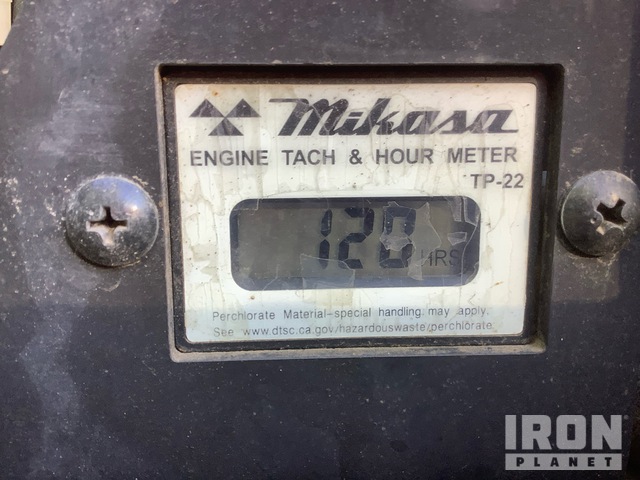 Mikasa
ENGINE TACH & HOUR METER
TP-22
128 HRS
Perchlorate Material-special handling may apply.
See www.dtsc.ca.gov/hazardouswaste/perchlorate
IRON
PLANET